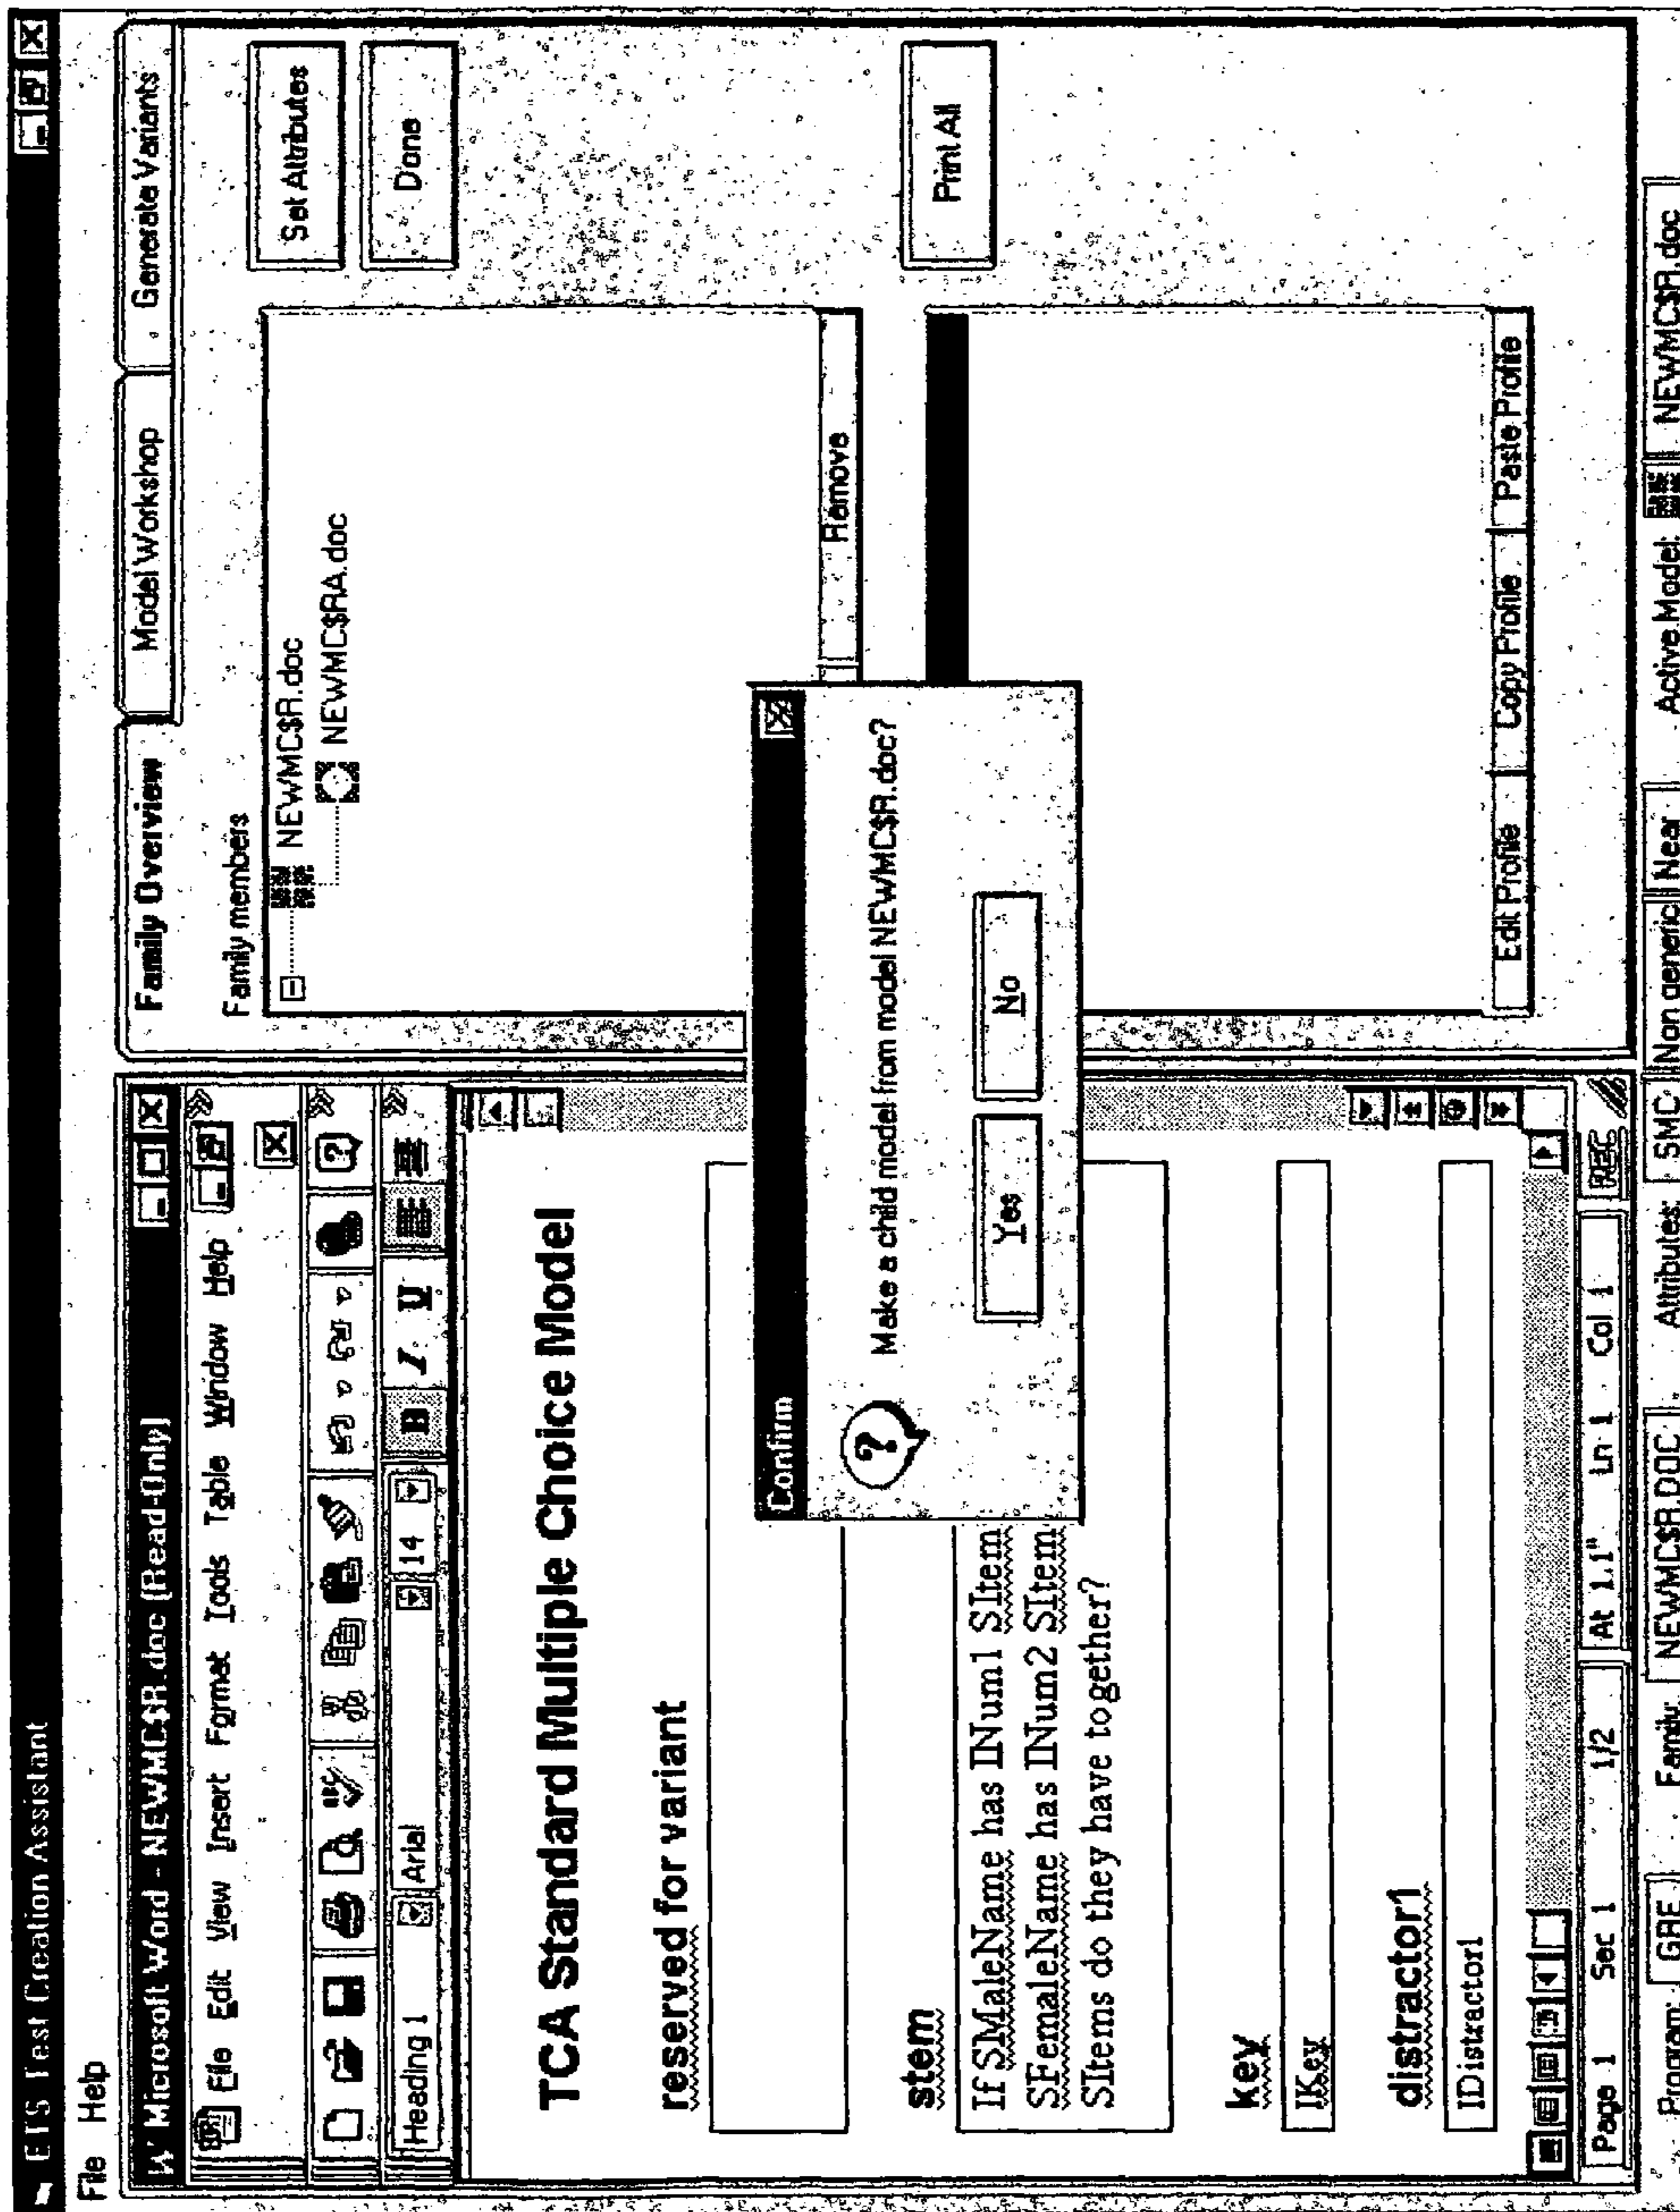 ETS Test Creation Assistant
File Help
Microsoft Word - NEWMC$R.doc (Read-Only)
File Edit View Insert Format Tools Table Window Help
Heading 1 Arial 14 B I U
TCA Standard Multiple Choice Model
reserved for variant
stem
If SMaleName has INum1 SItem
SFemaleName has INum2 SItem
SItems do they have together?
key
IKey
distractor1
IDistractor1
Page 1 Sec 1 1/2 At 1.1" Ln 1 Col 1 REC
Family Overview Model Workshop Generate Variants
Family members
NEWMC$R.doc
NEWMC$RA.doc
Set Attributes
Done
Remove
Print All
Edit Profile Copy Profile Paste Profile
Confirm
Make a child model from model NEWMC$R.doc?
Yes No
Program: GRE Family: NEWMC$R.DOC Attributes: SMC Non generic Near Active Model: NEWMC$R.doc